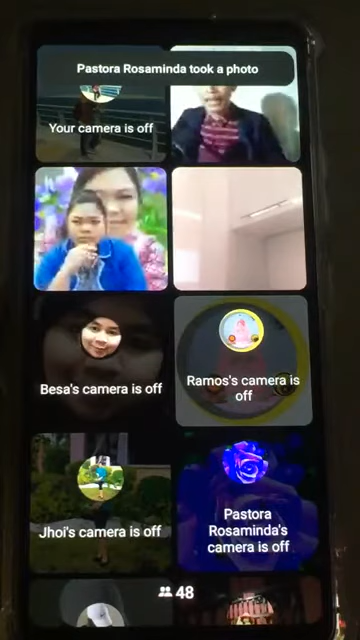 Pastora Rosaminda took a photo
Your camera is off
Besa's camera is off
Ramos's camera is
off
Jhoi's camera is off
Pastora
Rosaminda's
camera is off
48